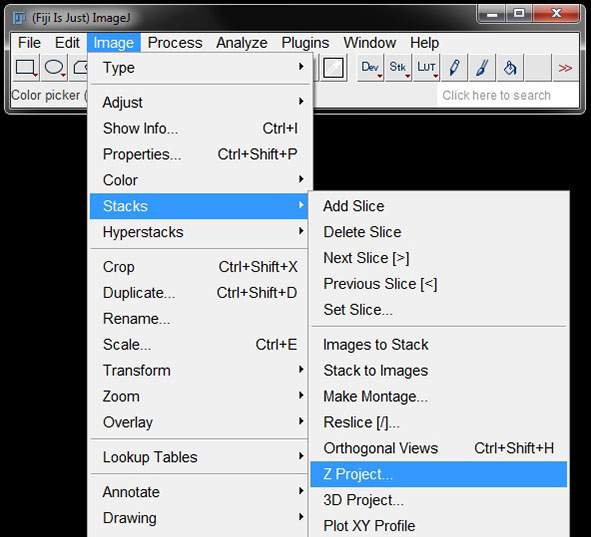 (Fiji Is Just) ImageJ
File Edit Image Process Analyze Plugins Window Help
Dev Stk LUT >>
Color picker (
Click here to search
Type
Adjust
Show Info... Ctrl+I
Properties... Ctrl+Shift+P
Color
Stacks
Hyperstacks
Crop Ctrl+Shift+X
Duplicate... Ctrl+Shift+D
Rename...
Scale... Ctrl+E
Transform
Zoom
Overlay
Lookup Tables
Annotate
Drawing
Add Slice
Delete Slice
Next Slice [>]
Previous Slice [<]
Set Slice...
Images to Stack
Stack to Images
Make Montage...
Reslice [/]...
Orthogonal Views Ctrl+Shift+H
Z Project...
3D Project...
Plot XY Profile